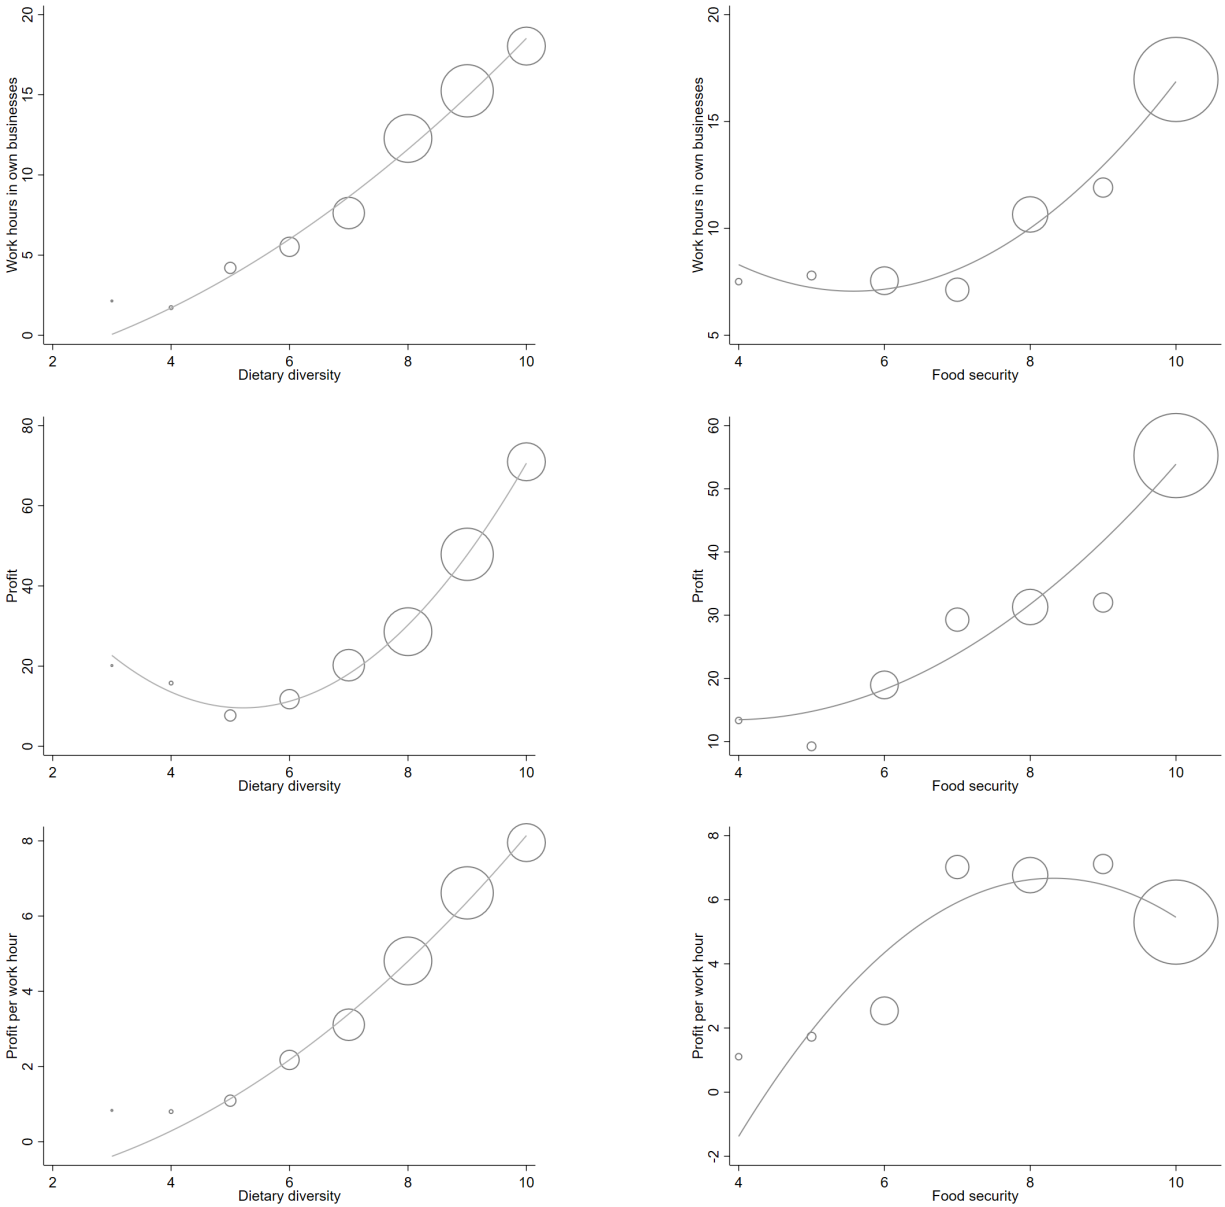 Work hours in own businesses
20
15
10
5
0
2 4 6 8 10
Dietary diversity
Work hours in own businesses
20
15
10
5
4 6 8 10
Food security
Profit
80
60
40
20
0
2 4 6 8 10
Dietary diversity
Profit
60
50
40
30
20
10
4 6 8 10
Food security
Profit per work hour
8
6
4
2
0
2 4 6 8 10
Dietary diversity
Profit per work hour
8
6
4
2
0
-2
4 6 8 10
Food security